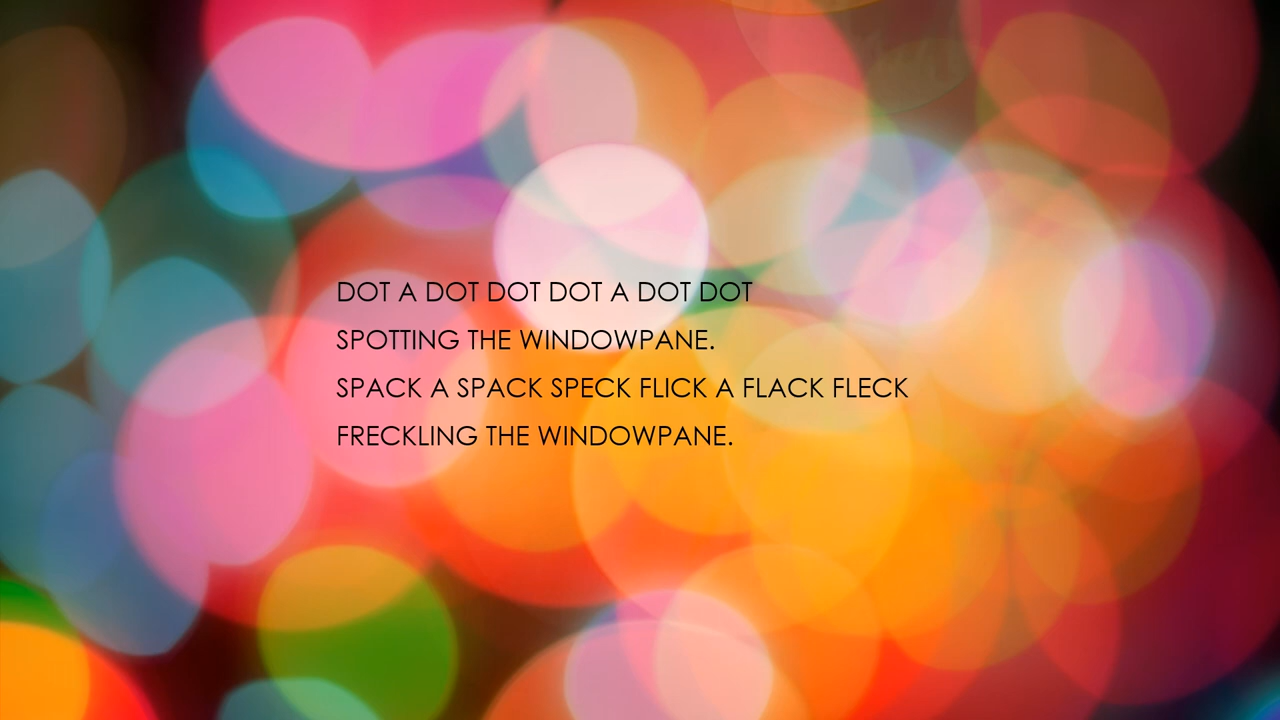 DOT A DOT DOT DOT A DOT DOT
SPOTTING THE WINDOWPANE.
SPACK A SPACK SPECK FLICK A FLACK FLECK
FRECKLING THE WINDOWPANE.